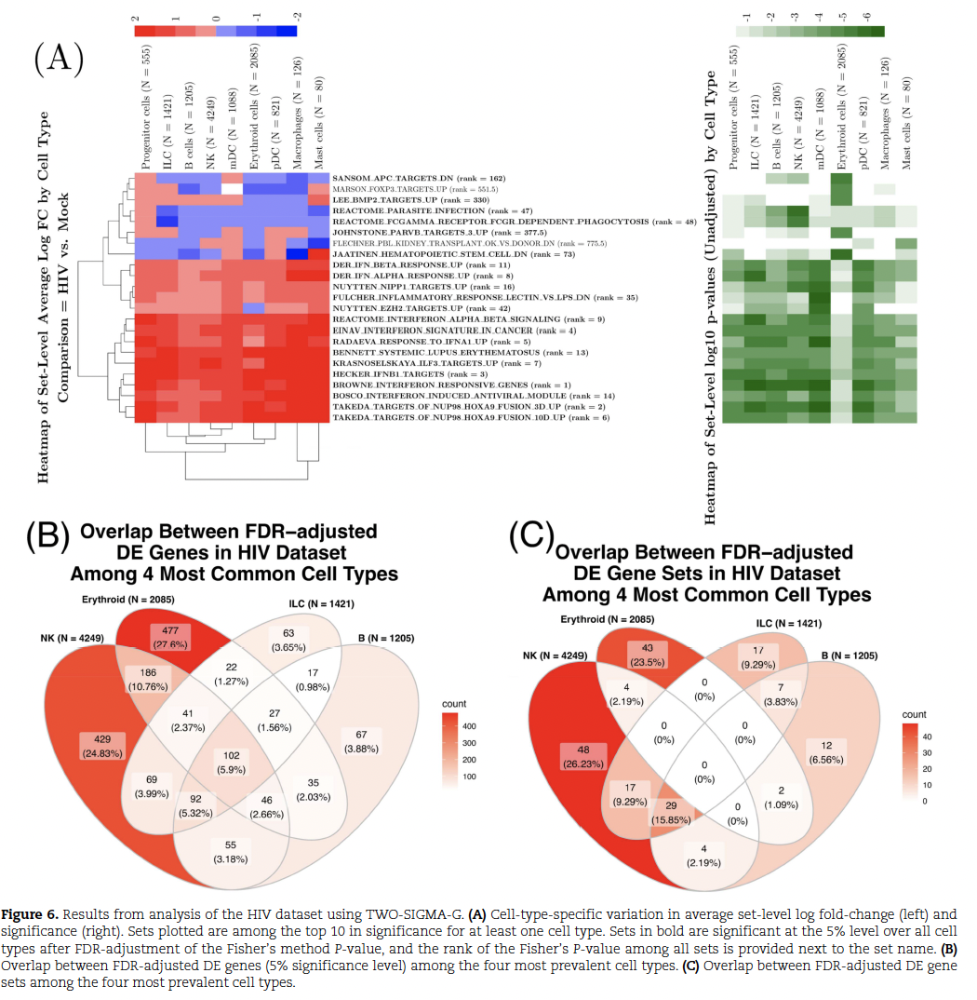 (A)
Heatmap of Set-Level Average Log FC by Cell Type
Comparison = HIV vs. Mock
2 1 0 -1 -2
Progenitor cells (N = 555)
ILC (N = 1421)
B cells (N = 1205)
NK (N = 4249)
mDC (N = 1088)
Erythroid cells (N = 2085)
pDC (N = 821)
Macrophages (N = 126)
Mast cells (N = 80)
SANSOM.APC.TARGETS.DN (rank = 162)
MARSON.FOXP3.TARGETS.UP (rank = 551.5)
LEE.BMP2.TARGETS.UP (rank = 330)
REACTOME.PARASITE.INFECTION (rank = 47)
REACTOME.FCGAMMA.RECEPTOR.FCGR.DEPENDENT.PHAGOCYTOSIS (rank = 48)
JOHNSTONE.PARVB.TARGETS.3.UP (rank = 377.5)
FLECHNER.PBL.KIDNEY.TRANSPLANT.OK.VS.DONOR.DN (rank = 775.5)
JAATINEN.HEMATOPOIETIC.STEM.CELL.DN (rank = 73)
DER.IFN.BETA.RESPONSE.UP (rank = 11)
DER.IFN.ALPHA.RESPONSE.UP (rank = 8)
NUYTTEN.NIPP1.TARGETS.UP (rank = 16)
FULCHER.INFLAMMATORY.RESPONSE.LECTIN.VS.LPS.DN (rank = 35)
NUYTTEN.EZH2.TARGETS.UP (rank = 42)
REACTOME.INTERFERON.ALPHA.BETA.SIGNALING (rank = 9)
EINAV.INTERFERON.SIGNATURE.IN.CANCER (rank = 4)
RADAEVA.RESPONSE.TO.IFNA1.UP (rank = 5)
BENNETT.SYSTEMIC.LUPUS.ERYTHEMATOSUS (rank = 13)
KRASNOSELSKAYA.ILF3.TARGETS.UP (rank = 7)
HECKER.IFNB1.TARGETS (rank = 3)
BROWNE.INTERFERON.RESPONSIVE.GENES (rank = 1)
BOSCO.INTERFERON.INDUCED.ANTIVIRAL.MODULE (rank = 14)
TAKEDA.TARGETS.OF.NUP98.HOXA9.FUSION.3D.UP (rank = 2)
TAKEDA.TARGETS.OF.NUP98.HOXA9.FUSION.10D.UP (rank = 6)
Heatmap of Set-Level log10 p-values (Unadjusted) by Cell Type
-1 -2 -3 -4 -5 -6
Progenitor cells (N = 555)
ILC (N = 1421)
B cells (N = 1205)
NK (N = 4249)
mDC (N = 1088)
Erythroid cells (N = 2085)
pDC (N = 821)
Macrophages (N = 126)
Mast cells (N = 80)
(B)
Overlap Between FDR−adjusted
DE Genes in HIV Dataset
Among 4 Most Common Cell Types
Erythroid (N = 2085)
ILC (N = 1421)
NK (N = 4249)
B (N = 1205)
477
(27.6%)
63
(3.65%)
186
(10.76%)
22
(1.27%)
17
(0.98%)
41
(2.37%)
27
(1.56%)
429
(24.83%)
67
(3.88%)
102
(5.9%)
69
(3.99%)
35
(2.03%)
92
(5.32%)
46
(2.66%)
55
(3.18%)
count
400
300
200
100
(C)
Overlap Between FDR−adjusted
DE Gene Sets in HIV Dataset
Among 4 Most Common Cell Types
Erythroid (N = 2085)
ILC (N = 1421)
NK (N = 4249)
B (N = 1205)
43
(23.5%)
17
(9.29%)
4
(2.19%)
0
(0%)
7
(3.83%)
0
(0%)
0
(0%)
48
(26.23%)
12
(6.56%)
0
(0%)
17
(9.29%)
2
(1.09%)
29
(15.85%)
0
(0%)
4
(2.19%)
count
40
30
20
10
0
Figure 6. Results from analysis of the HIV dataset using TWO-SIGMA-G. (A) Cell-type-specific variation in average set-level log fold-change (left) and
significance (right). Sets plotted are among the top 10 in significance for at least one cell type. Sets in bold are significant at the 5% level over all cell
types after FDR-adjustment of the Fisher's method P-value, and the rank of the Fisher's P-value among all sets is provided next to the set name. (B)
Overlap between FDR-adjusted DE genes (5% significance level) among the four most prevalent cell types. (C) Overlap between FDR-adjusted DE gene
sets among the four most prevalent cell types.